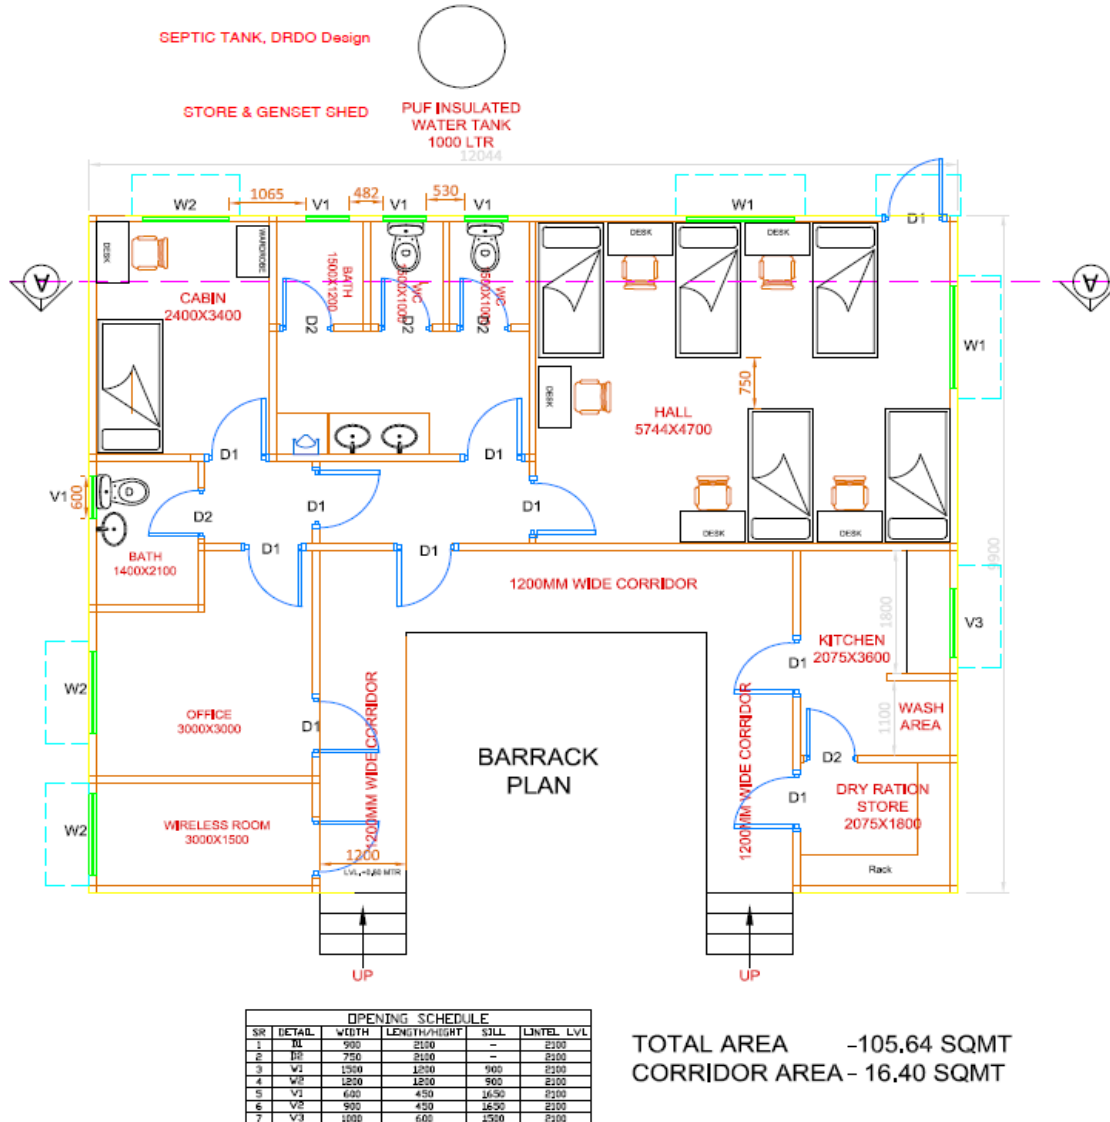 SEPTIC TANK, DRDO Design
STORE & GENSET SHED
PUF INSULATED
WATER TANK
1000 LTR
12044
W2
1065
V1
482
V1
530
V1
W1
D1
DESK
WARDROBE
BATH
1500X1200
W/C
1500X1000
W/C
1500X1000
DESK
DESK
A
A
CABIN
2400X3400
D2
D2
D2
W1
750
DESK
HALL
5744X4700
D1
D1
V1
600
D2
D1
D1
DESK
DESK
BATH
1400X2100
D1
D1
9900
1200MM WIDE CORRIDOR
1800
V3
KITCHEN
2075X3600
D1
W2
OFFICE
3000X3000
D1
1200MM WIDE CORRIDOR
1200MM WIDE CORRIDOR
WASH
AREA
1100
BARRACK
PLAN
D2
D1
DRY RATION
STORE
2075X1800
W2
WIRELESS ROOM
3000X1500
1200
LVL,+0,60 MTR
Rack
UP
UP
OPENING SCHEDULE
SR DETAIL WIDTH LENGTH/HIGHT SILL LINTEL LVL
1 D1 900 2100 - 2100
2 D2 750 2100 - 2100
3 W1 1500 1200 900 2100
4 W2 1200 1200 900 2100
5 V1 600 450 1650 2100
6 V2 900 450 1650 2100
7 V3 1000 600 1500 2100
TOTAL AREA -105.64 SQMT
CORRIDOR AREA - 16.40 SQMT